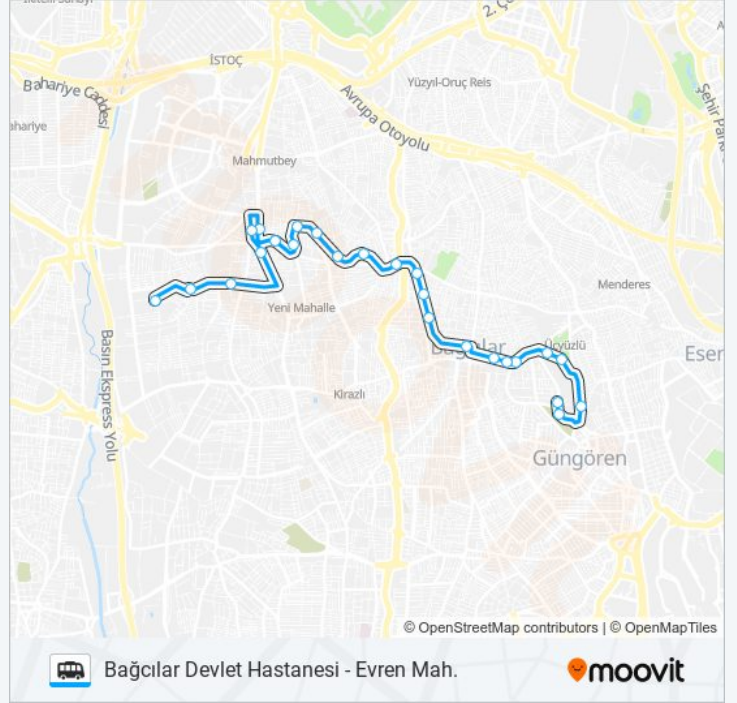 2. Ç
İSTOÇ
Bahariye Caddesi
Yüzyıl-Oruç Reis
Avrupa Otoyolu
Şehir Park
ahariye
Mahmutbey
Menderes
Yeni Mahalle
Bağcılar
Üçyüzlü
Basın Ekspress Yolu
Esen
Kirazlı
Güngören
© OpenStreetMap contributors | © OpenMapTiles
Bağcılar Devlet Hastanesi - Evren Mah.
moovit